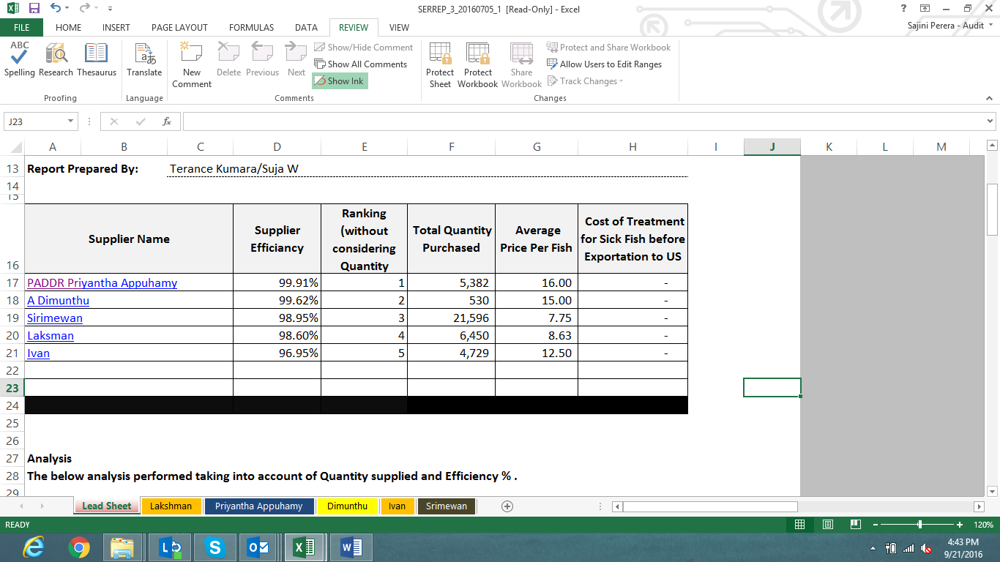 SERREP_3_20160705_1 [Read-Only] - Excel
FILE HOME INSERT PAGE LAYOUT FORMULAS DATA REVIEW VIEW Sajini Perera - Audit
ABC
Spelling Research Thesaurus
Proofing
Translate
Language
New Comment Delete Previous Next
Show/Hide Comment
Show All Comments
Show Ink
Comments
Protect Sheet Protect Workbook Share Workbook
Protect and Share Workbook
Allow Users to Edit Ranges
Track Changes
Changes
J23 fx
A B C D E F G H I J K L M
13 Report Prepared By: Terance Kumara/Suja W
14
15
16 Supplier Name Supplier Efficiancy Ranking (without considering Quantity Total Quantity Purchased Average Price Per Fish Cost of Treatment for Sick Fish before Exportation to US
17 PADDR Priyantha Appuhamy 99.91% 1 5,382 16.00 -
18 A Dimunthu 99.62% 2 530 15.00 -
19 Sirimewan 98.95% 3 21,596 7.75 -
20 Laksman 98.60% 4 6,450 8.63 -
21 Ivan 96.95% 5 4,729 12.50 -
22
23
24
25
26
27 Analysis
28 The below analysis performed taking into account of Quantity supplied and Efficiency % .
29
Lead Sheet Lakshman Priyantha Appuhamy Dimunthu Ivan Srimewan
READY 120%
4:43 PM
9/21/2016